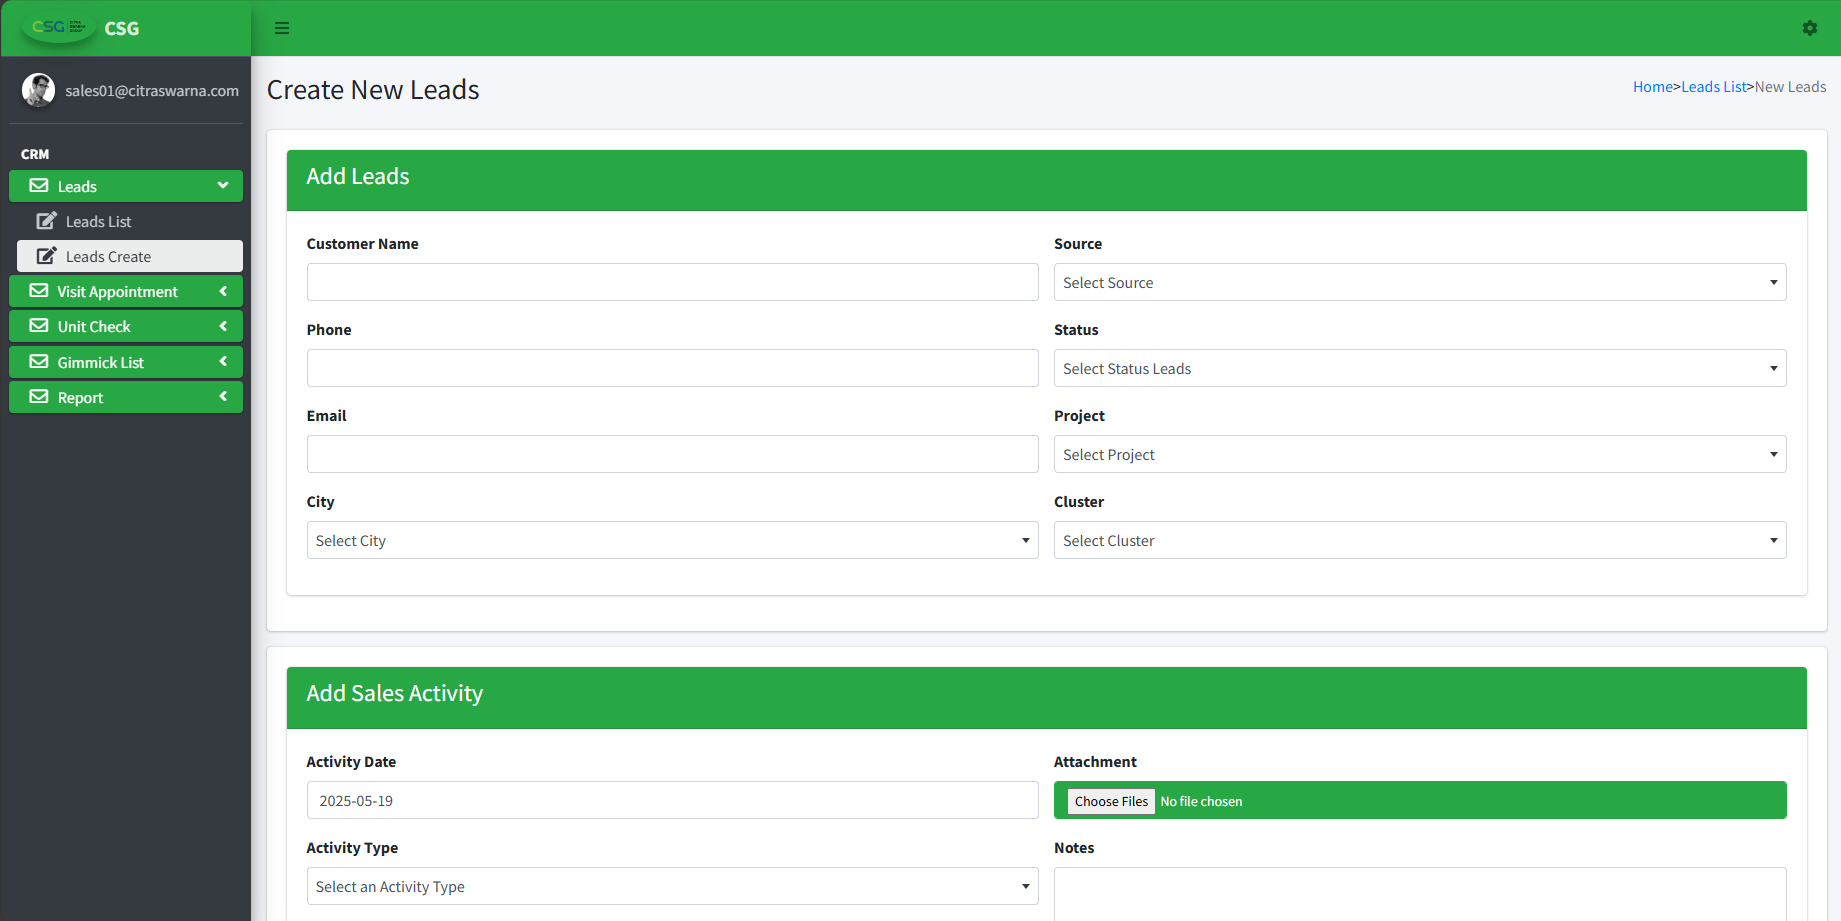 CSG CITRA SWARNA GROUP CSG
sales01@citraswarna.com
CRM
Leads
Leads List
Leads Create
Visit Appointment
Unit Check
Gimmick List
Report
Create New Leads
Home>Leads List>New Leads
Add Leads
Customer Name
Source
Select Source
Phone
Status
Select Status Leads
Email
Project
Select Project
City
Cluster
Select City
Select Cluster
Add Sales Activity
Activity Date
Attachment
2025-05-19
Choose Files No file chosen
Activity Type
Notes
Select an Activity Type